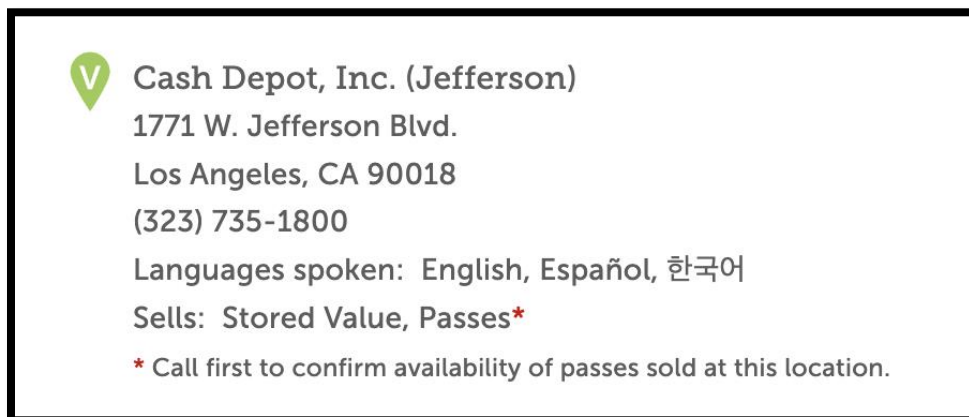 V
Cash Depot, Inc. (Jefferson)
1771 W. Jefferson Blvd.
Los Angeles, CA 90018
(323) 735-1800
Languages spoken:  English, Español, 한국어
Sells:  Stored Value, Passes*
* Call first to confirm availability of passes sold at this location.